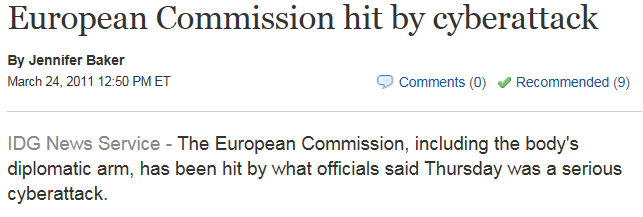 European Commission hit by cyberattack
By Jennifer Baker
March 24, 2011 12:50 PM ET
Comments (0) Recommended (9)
IDG News Service - The European Commission, including the body's
diplomatic arm, has been hit by what officials said Thursday was a serious
cyberattack.